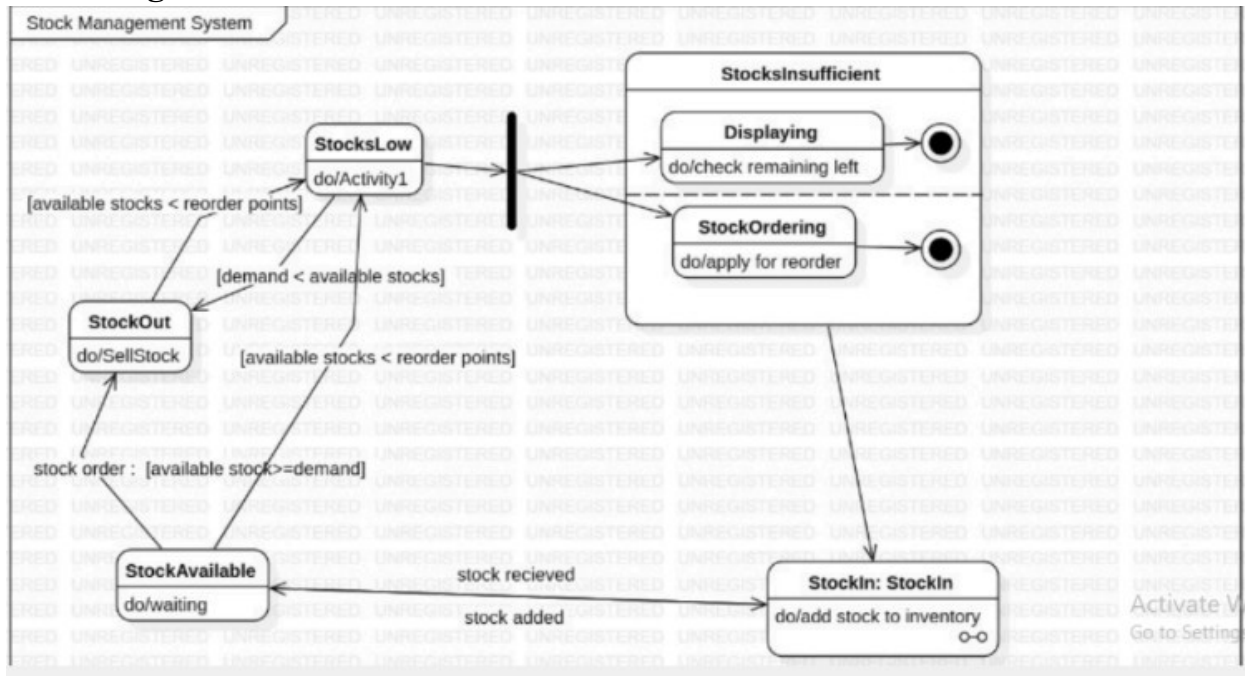 Stock Management System
StocksInsufficient
Displaying
do/check remaining left
StocksLow
do/Activity1
[available stocks < reorder points]
StockOrdering
do/apply for reorder
[demand < available stocks]
StockOut
do/SellStock
[available stocks < reorder points]
stock order : [available stock>=demand]
StockAvailable
do/waiting
stock recieved
stock added
StockIn: StockIn
do/add stock to inventory
Activate
Go to Settings
UNREGISTERED